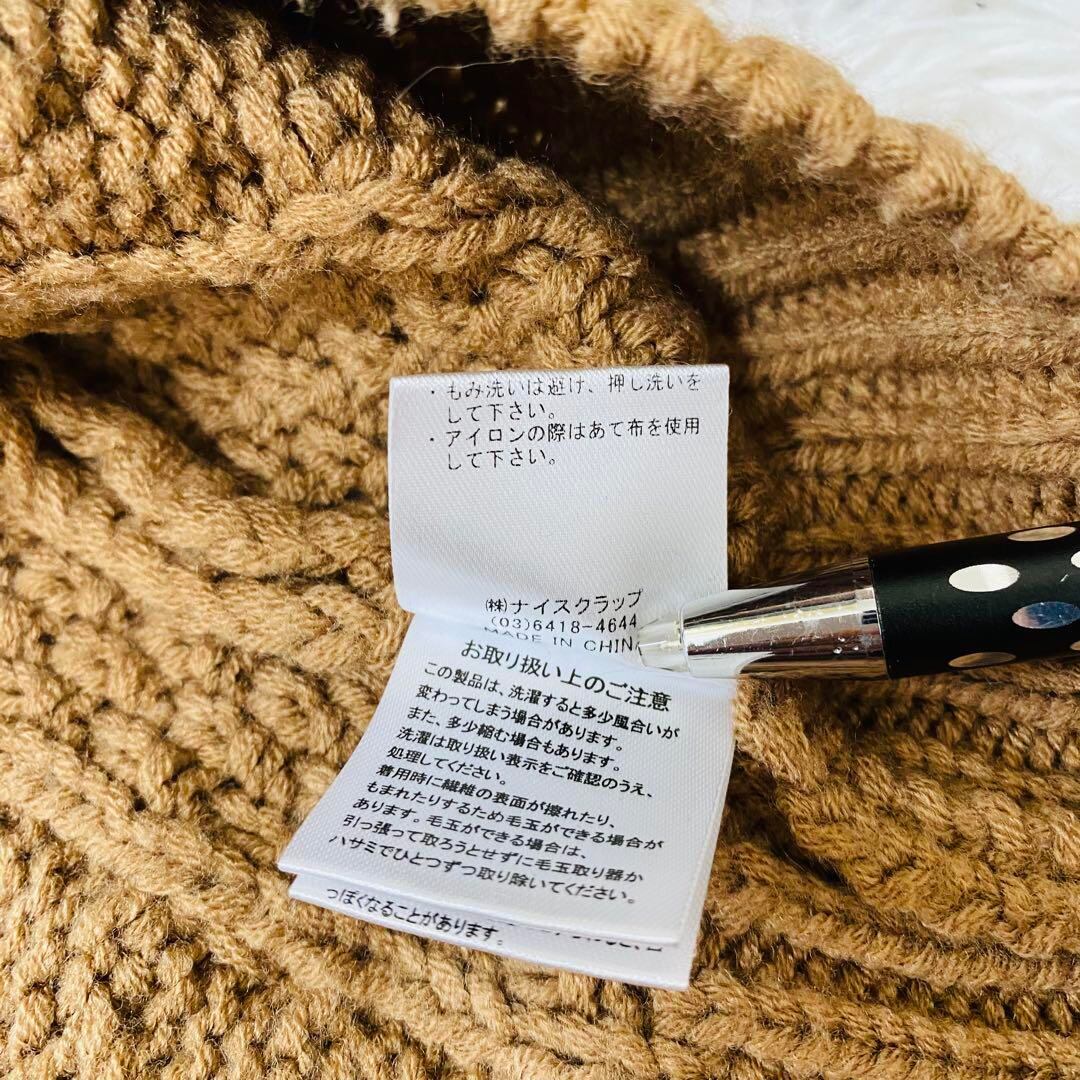 ・もみ洗いは避け、押し洗いを
して下さい。
・アイロンの際はあて布を使用
して下さい。
(株)ナイスクラップ
(03)6418-4644
MADE IN CHINA
お取り扱い上のご注意
この製品は、洗濯すると多少風合いが
変わってしまう場合があります。
また、多少縮む場合もあります。
洗濯は取り扱い表示をご確認のうえ、
処理してください。
着用時に繊維の表面が擦れたり、
もまれたりするため毛玉ができる場合が
あります。毛玉ができる場合は、
引っ張って取ろうとせずに毛玉取り器か
ハサミでひとつずつ取り除いてください。
っぽくなることがあります。